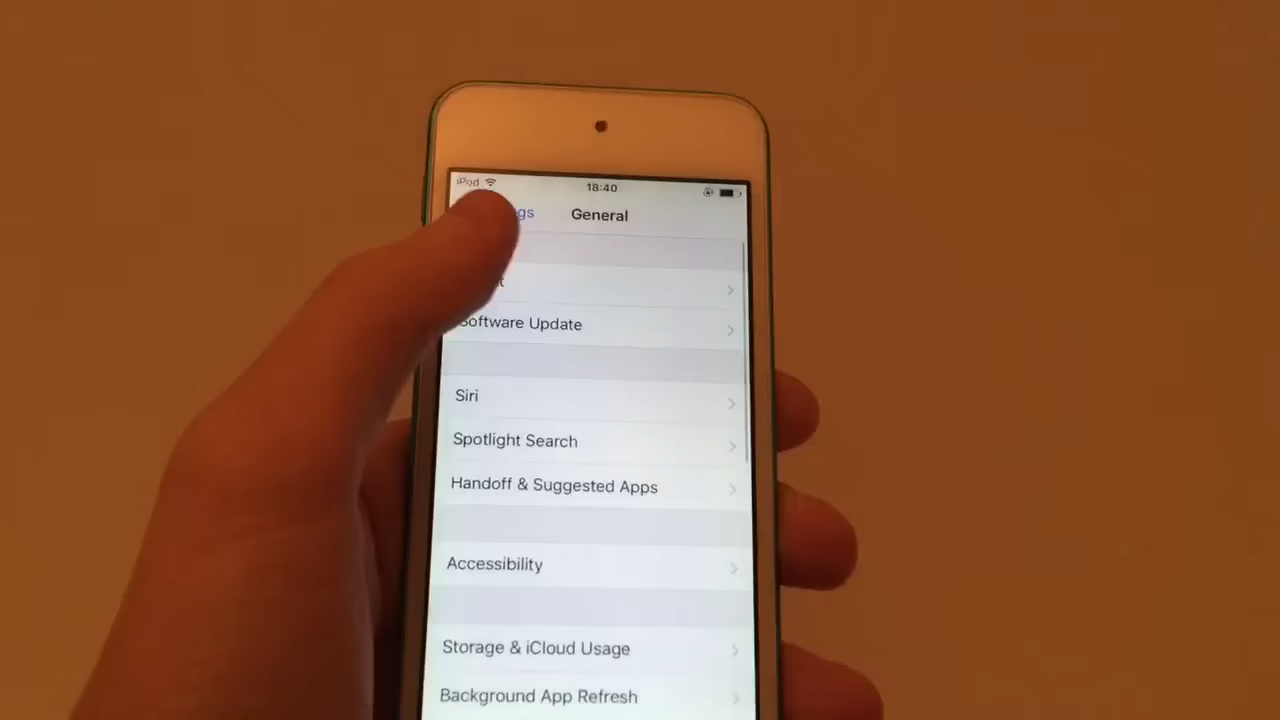 iPod 18:40
General
Software Update
Siri
Spotlight Search
Handoff & Suggested Apps
Accessibility
Storage & iCloud Usage
Background App Refresh